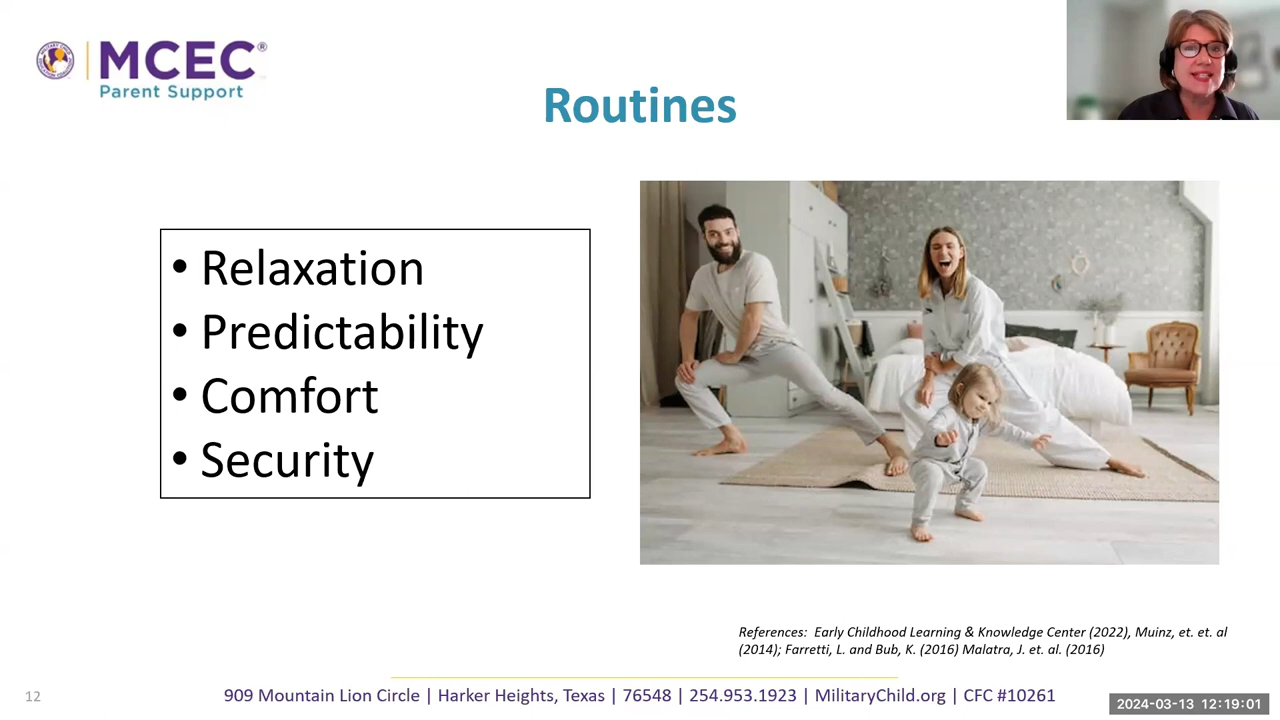 MCEC®
Parent Support
Routines
• Relaxation
• Predictability
• Comfort
• Security
References:  Early Childhood Learning & Knowledge Center (2022), Muinz, et. et. al
(2014); Farretti, L. and Bub, K. (2016) Malatra, J. et. al. (2016)
12
909 Mountain Lion Circle | Harker Heights, Texas | 76548 | 254.953.1923 | MilitaryChild.org | CFC #10261
2024-03-13 12:19:01